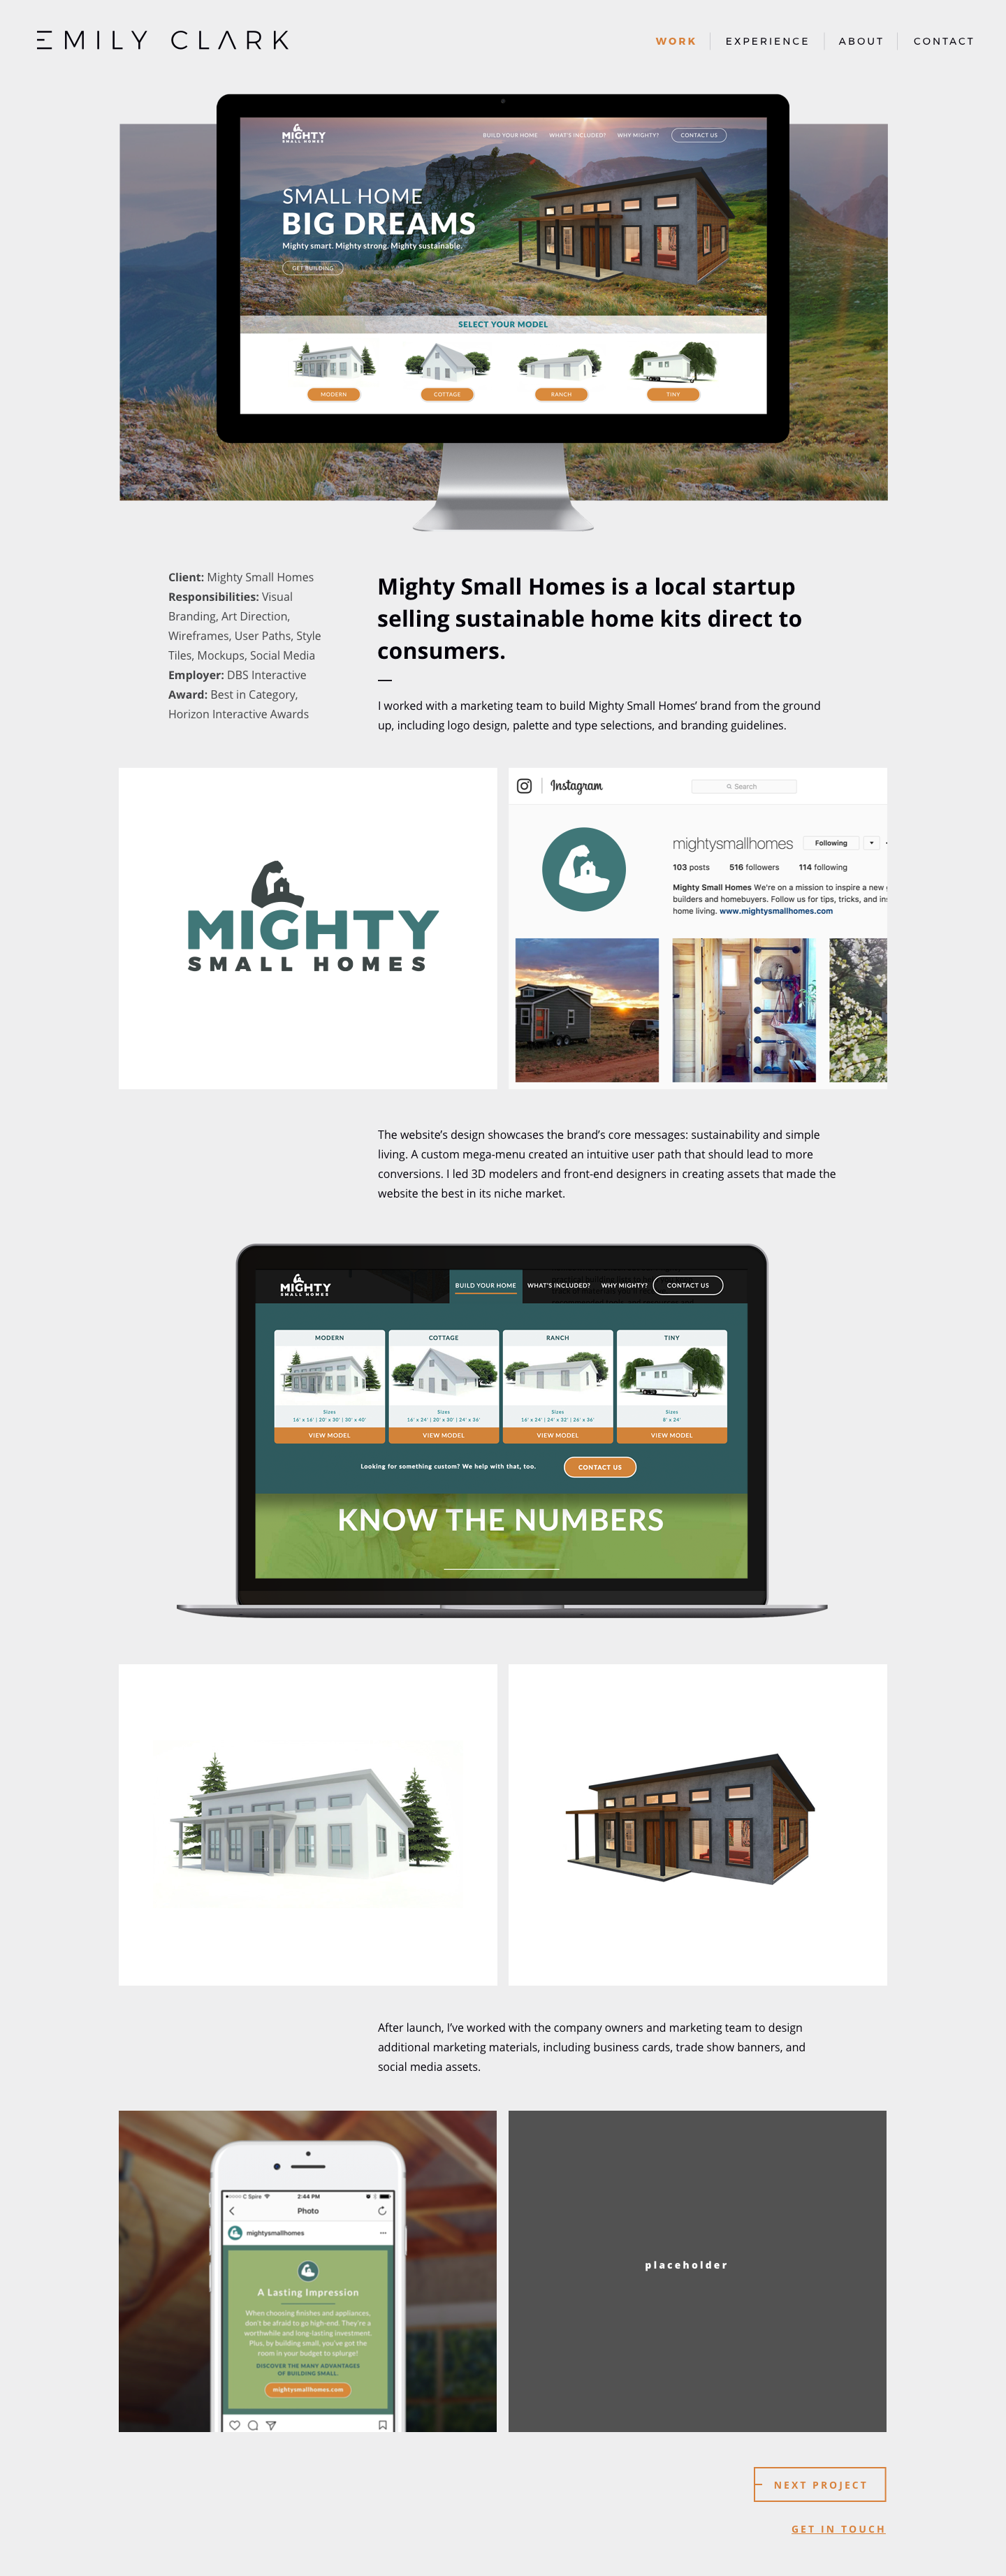 EMILY CLARK
WORK
EXPERIENCE
ABOUT
CONTACT
MIGHTY
SMALL HOMES
BUILD YOUR HOME
WHAT'S INCLUDED?
WHY MIGHTY?
CONTACT US
SMALL HOME
BIG DREAMS
Mighty smart. Mighty strong. Mighty sustainable.
GET BUILDING
SELECT YOUR MODEL
MODERN
COTTAGE
RANCH
TINY
Client: Mighty Small Homes
Responsibilities: Visual
Branding, Art Direction,
Wireframes, User Paths, Style
Tiles, Mockups, Social Media
Employer: DBS Interactive
Award: Best in Category,
Horizon Interactive Awards
Mighty Small Homes is a local startup
selling sustainable home kits direct to
consumers.
I worked with a marketing team to build Mighty Small Homes’ brand from the ground
up, including logo design, palette and type selections, and branding guidelines.
MIGHTY
SMALL HOMES
Instagram
Search
mightysmallhomes
Following
103 posts 516 followers 114 following
Mighty Small Homes We're on a mission to inspire a new
builders and homebuyers. Follow us for tips, tricks, and in
home living. www.mightysmallhomes.com
The website’s design showcases the brand’s core messages: sustainability and simple
living. A custom mega-menu created an intuitive user path that should lead to more
conversions. I led 3D modelers and front-end designers in creating assets that made the
website the best in its niche market.
MIGHTY
SMALL HOMES
BUILD YOUR HOME
WHAT'S INCLUDED?
WHY MIGHTY?
CONTACT US
MODERN
COTTAGE
RANCH
TINY
Sizes
16' x 16' | 20' x 30' | 30' x 40'
Sizes
16' x 24' | 20' x 30' | 24' x 36'
Sizes
16' x 24' | 24' x 32' | 26' x 36'
Sizes
8' x 24'
VIEW MODEL
VIEW MODEL
VIEW MODEL
VIEW MODEL
Looking for something custom? We help with that, too.
CONTACT US
KNOW THE NUMBERS
After launch, I’ve worked with the company owners and marketing team to design
additional marketing materials, including business cards, trade show banners, and
social media assets.
C Spire
2:44 PM
Photo
mightysmallhomes
A Lasting Impression
When choosing finishes and appliances,
don't be afraid to go high-end. They're a
worthwhile and long-lasting investment.
Plus, by building small, you've got the
room in your budget to splurge!
DISCOVER THE MANY ADVANTAGES
OF BUILDING SMALL.
mightysmallhomes.com
placeholder
NEXT PROJECT
GET IN TOUCH